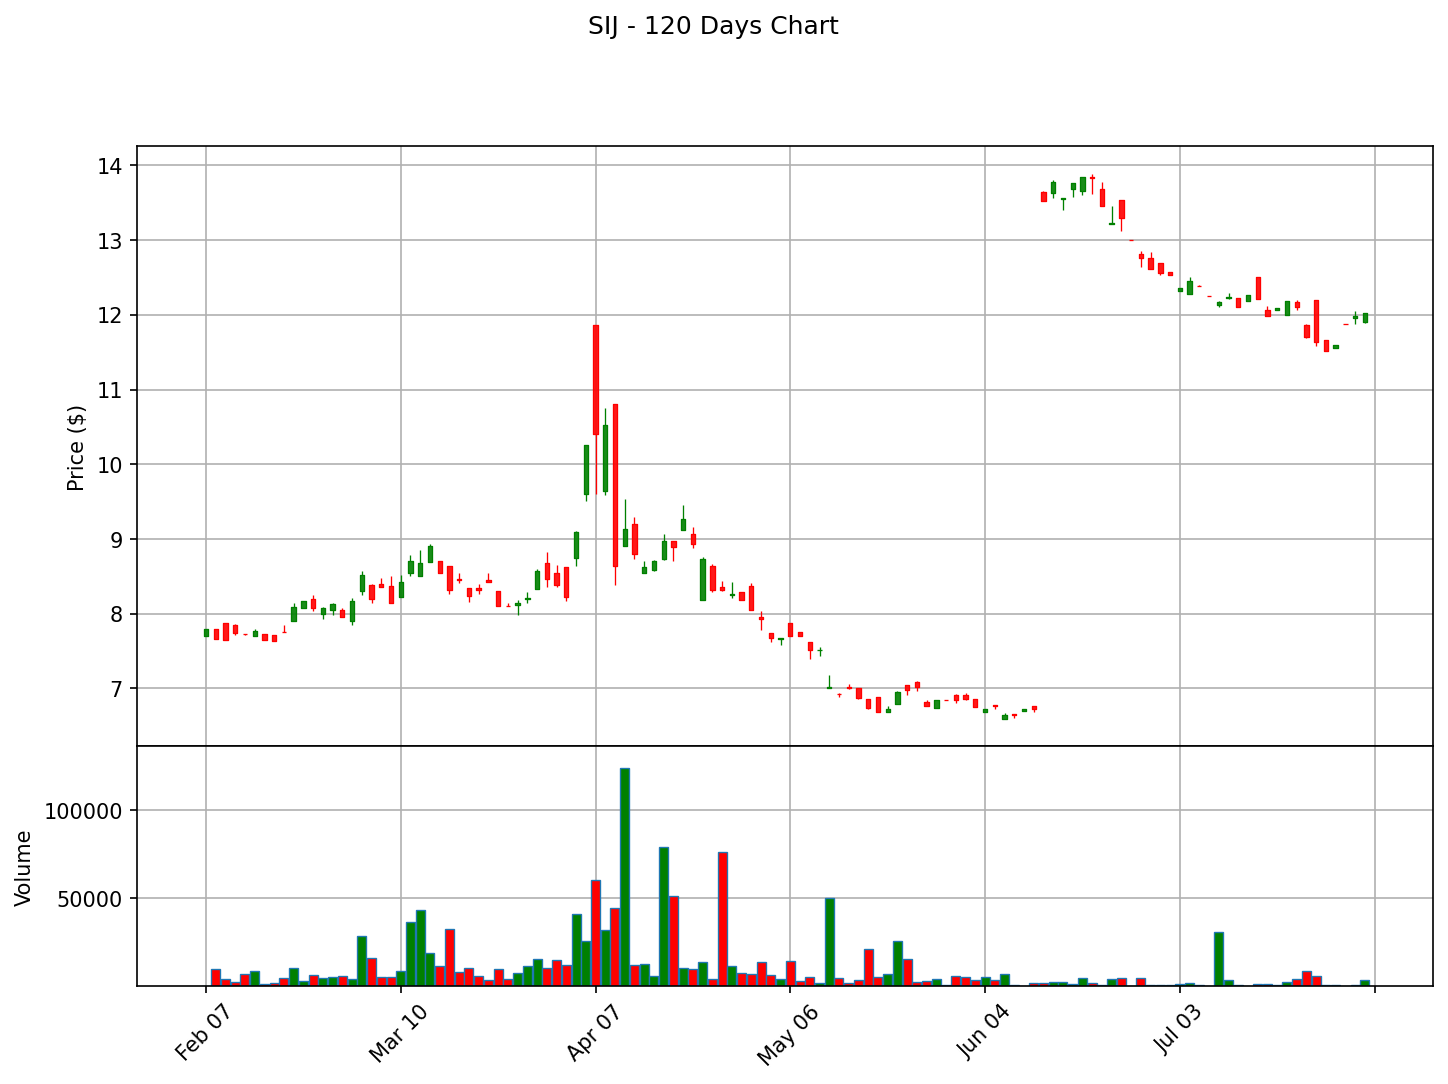 SIJ - 120 Days Chart
14
13
12
11
10
9
8
7
Price ($)
100000
50000
Volume
Feb 07
Mar 10
Apr 07
May 06
Jun 04
Jul 03